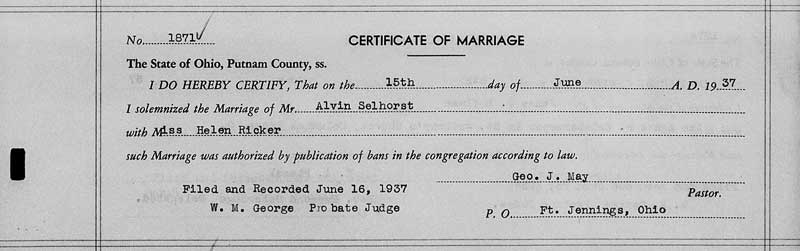 No. 1871 CERTIFICATE OF MARRIAGE
The State of Ohio, Putnam County, ss.
I DO HEREBY CERTIFY, That on the 15th day of June A. D. 19 37
I solemnized the Marriage of Mr. Alvin Selhorst
with Miss Helen Ricker
such Marriage was authorized by publication of bans in the congregation according to law.
Geo. J. May
Filed and Recorded June 16, 1937 Pastor.
W. M. George Probate Judge P. O. Ft. Jennings, Ohio